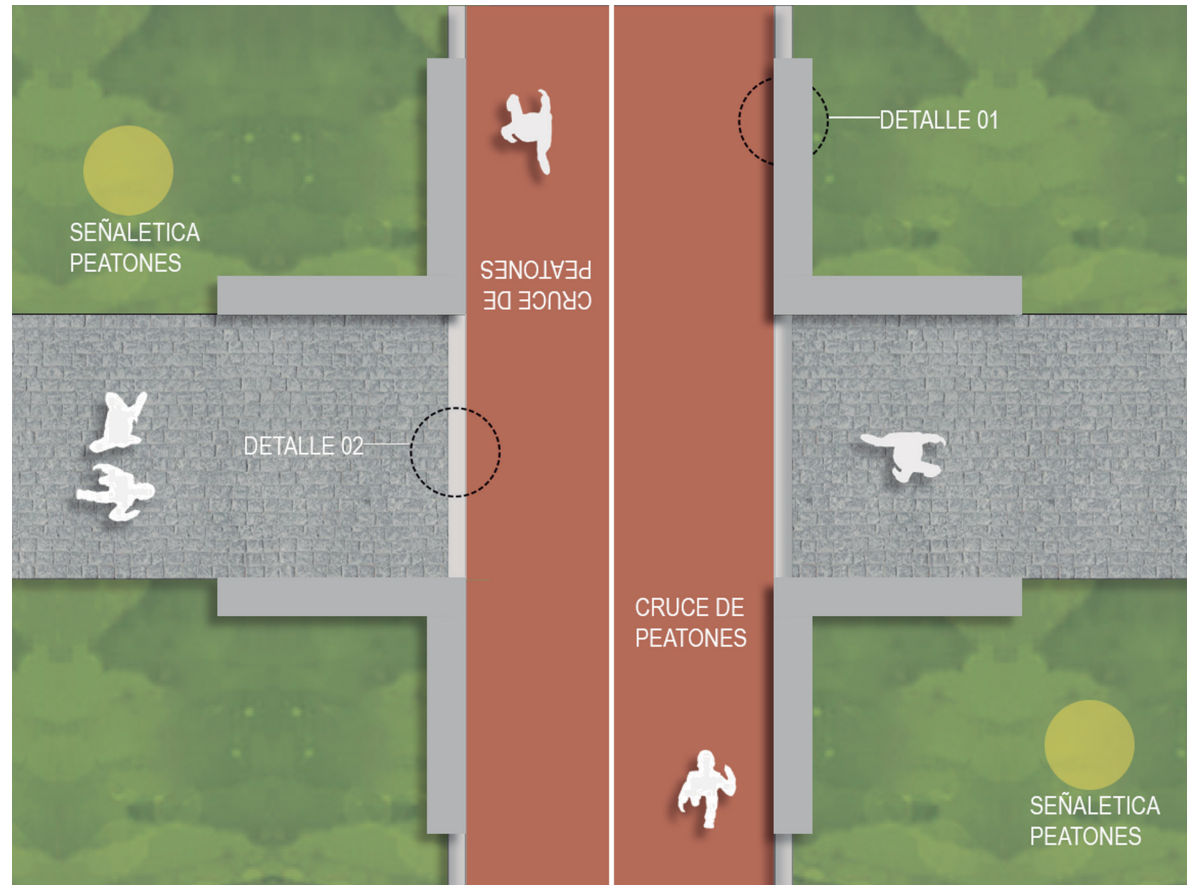 DETALLE 01
SEÑALETICA
PEATONES
CRUCE DE
PEATONES
DETALLE 02
CRUCE DE
PEATONES
SEÑALETICA
PEATONES